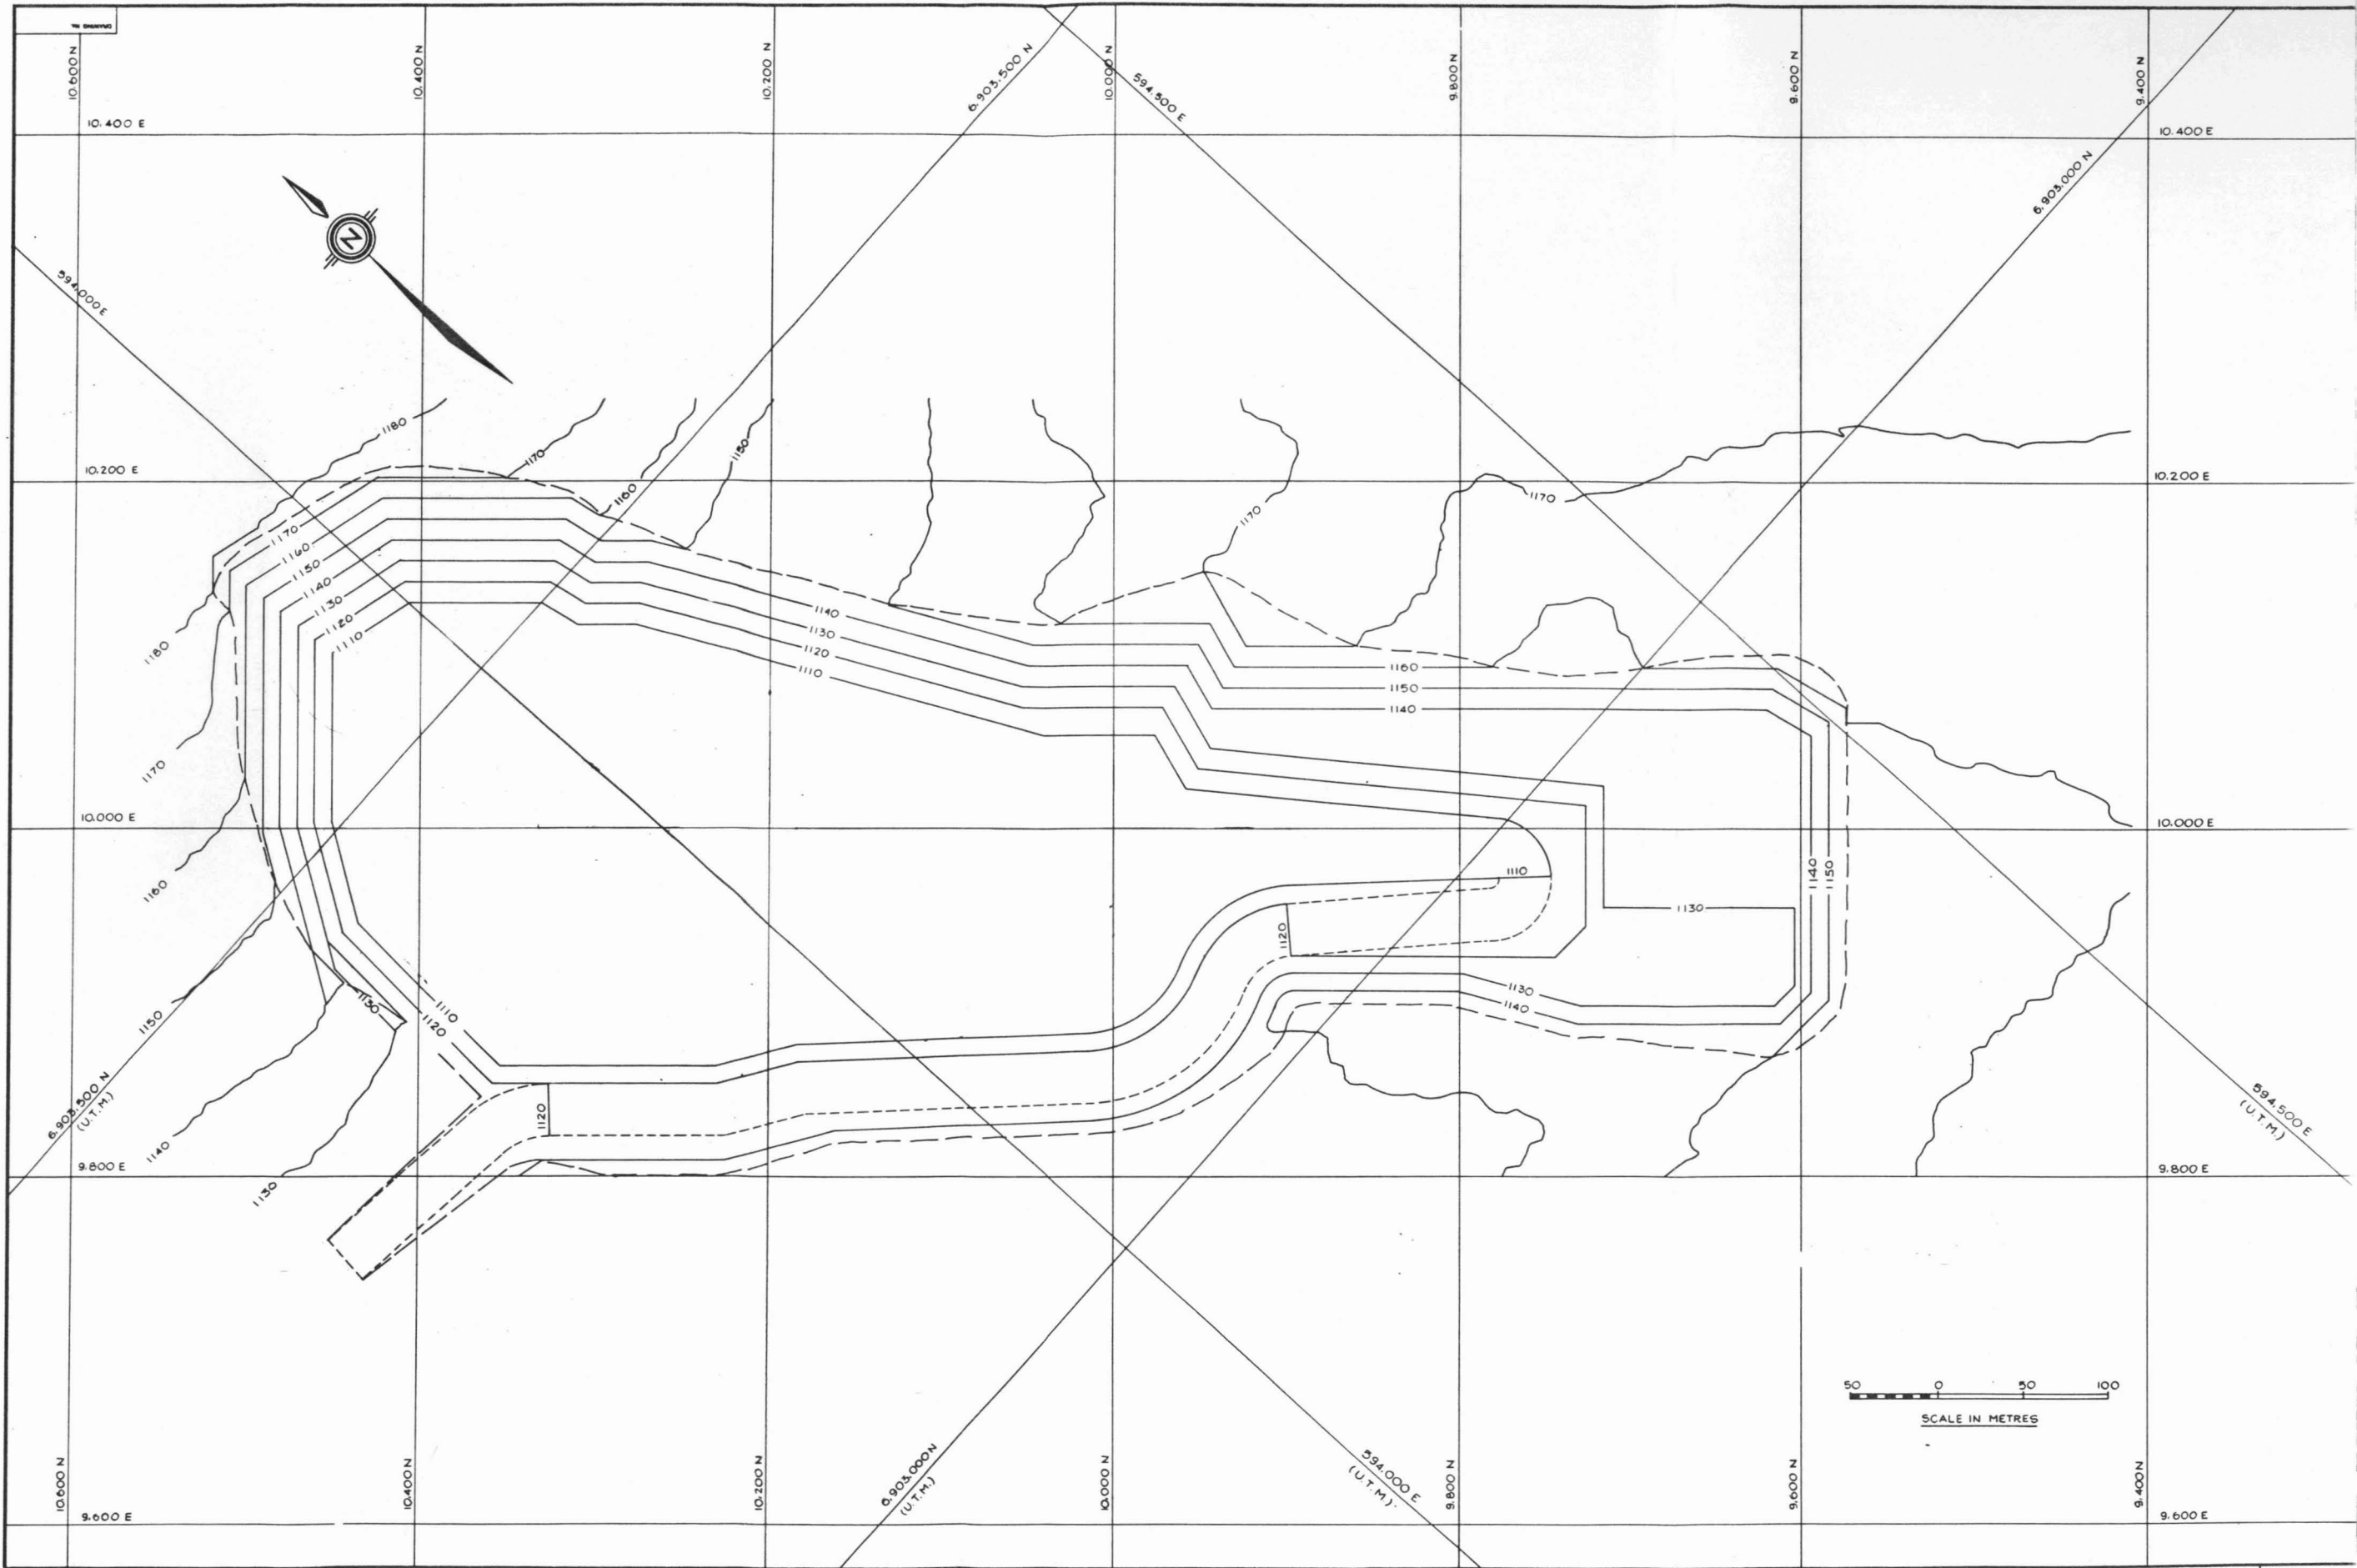 DRAWING No.
10.600 N
10.400 N
10.200 N
6.903.500 N
10.000 N
594.500 E
9.800 N
9.600 N
9.400 N
10.400 E
10.400 E
6.903.000 N
N
594.000 E
1180
1170
1160
1150
10.200 E
1170
1170
10.200 E
1170
1160
1150
1140
1130
1120
1110
1140
1130
1120
1110
1160
1150
1140
1180
1170
10.000 E
10.000 E
1160
1110
1140
1150
1130
1120
1150
1130
1110
1120
1130
1140
6.903.500 N
(U.T.M.)
1140
1120
594.500 E
(U.T.M.)
9.800 E
1130
9.800 E
50 0 50 100
SCALE IN METRES
10.600 N
10.400 N
10.200 N
6.903.000 N
(U.T.M.)
10.000 N
594.000 E
(U.T.M.)
9.800 N
9.600 N
9.400 N
9.600 E
9.600 E